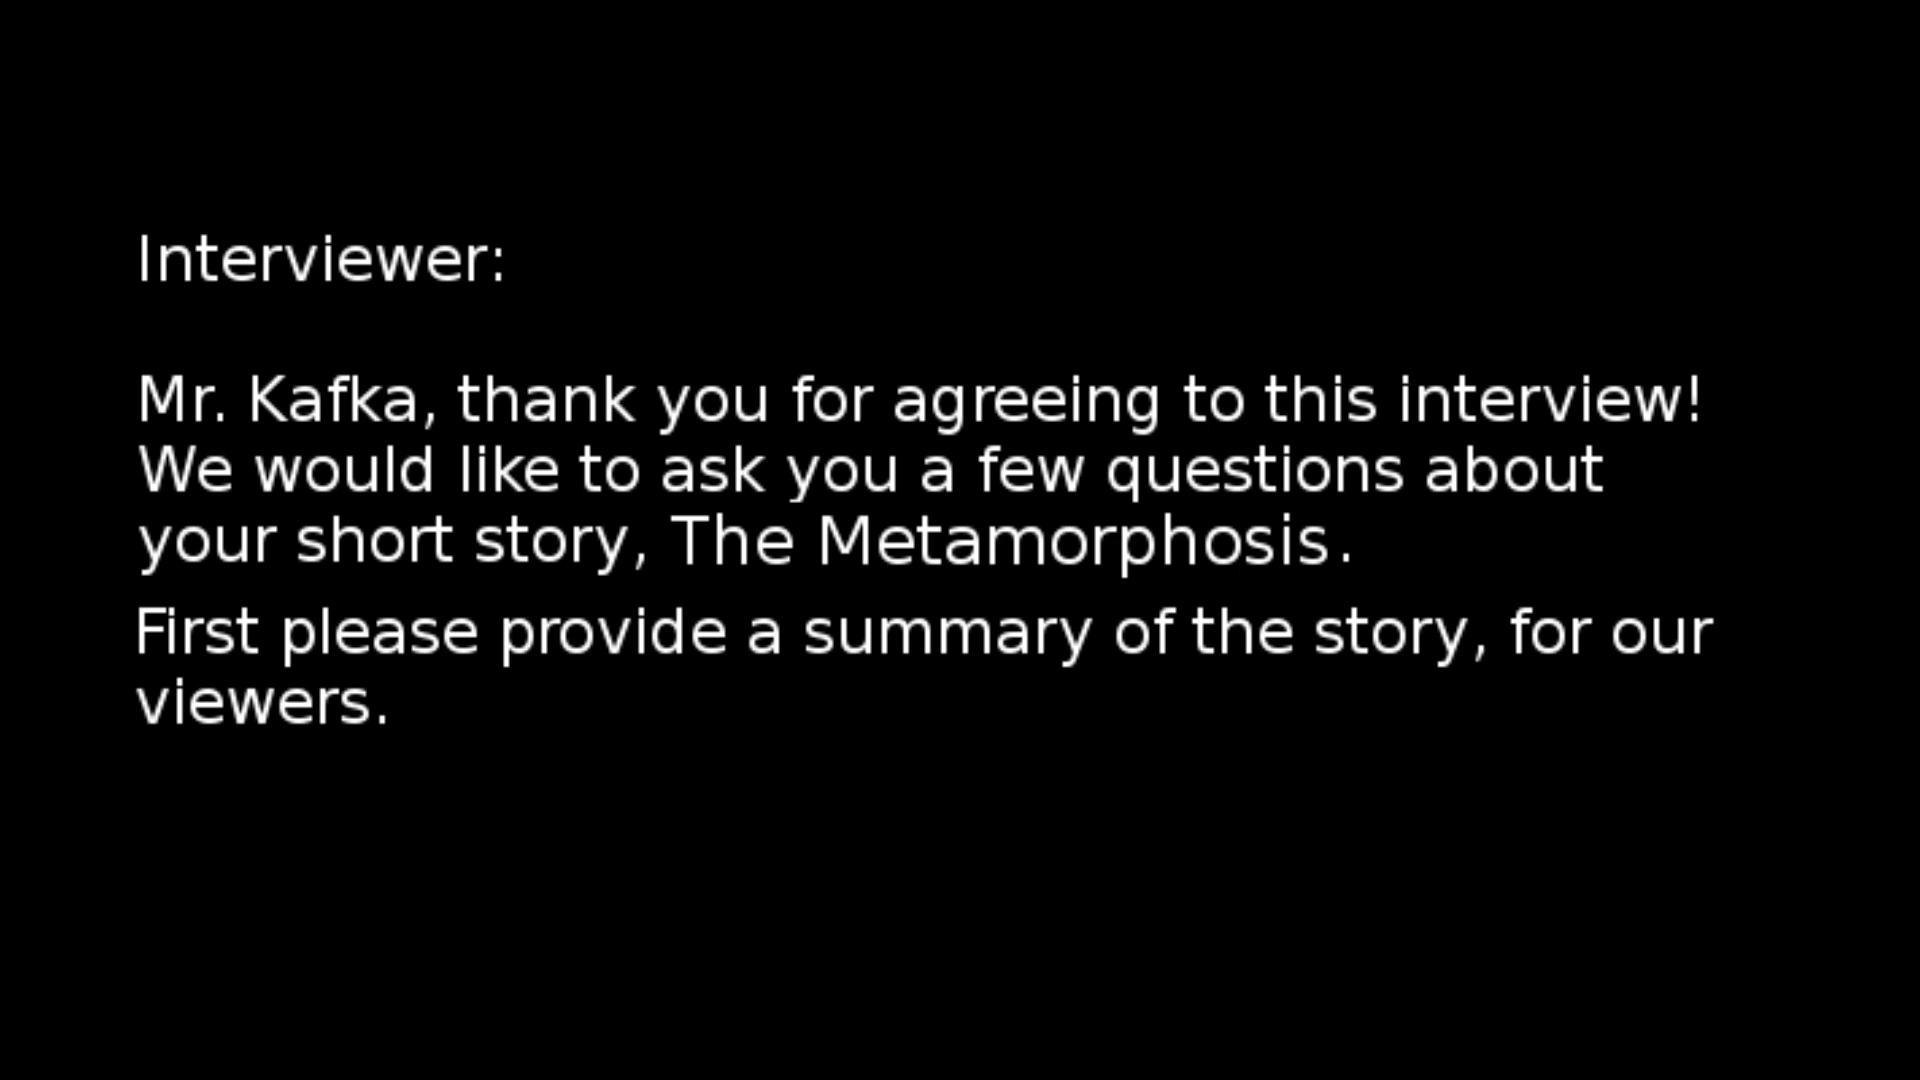 Interviewer:
Mr. Kafka, thank you for agreeing to this interview!
We would like to ask you a few questions about
your short story, The Metamorphosis.
First please provide a summary of the story, for our
viewers.